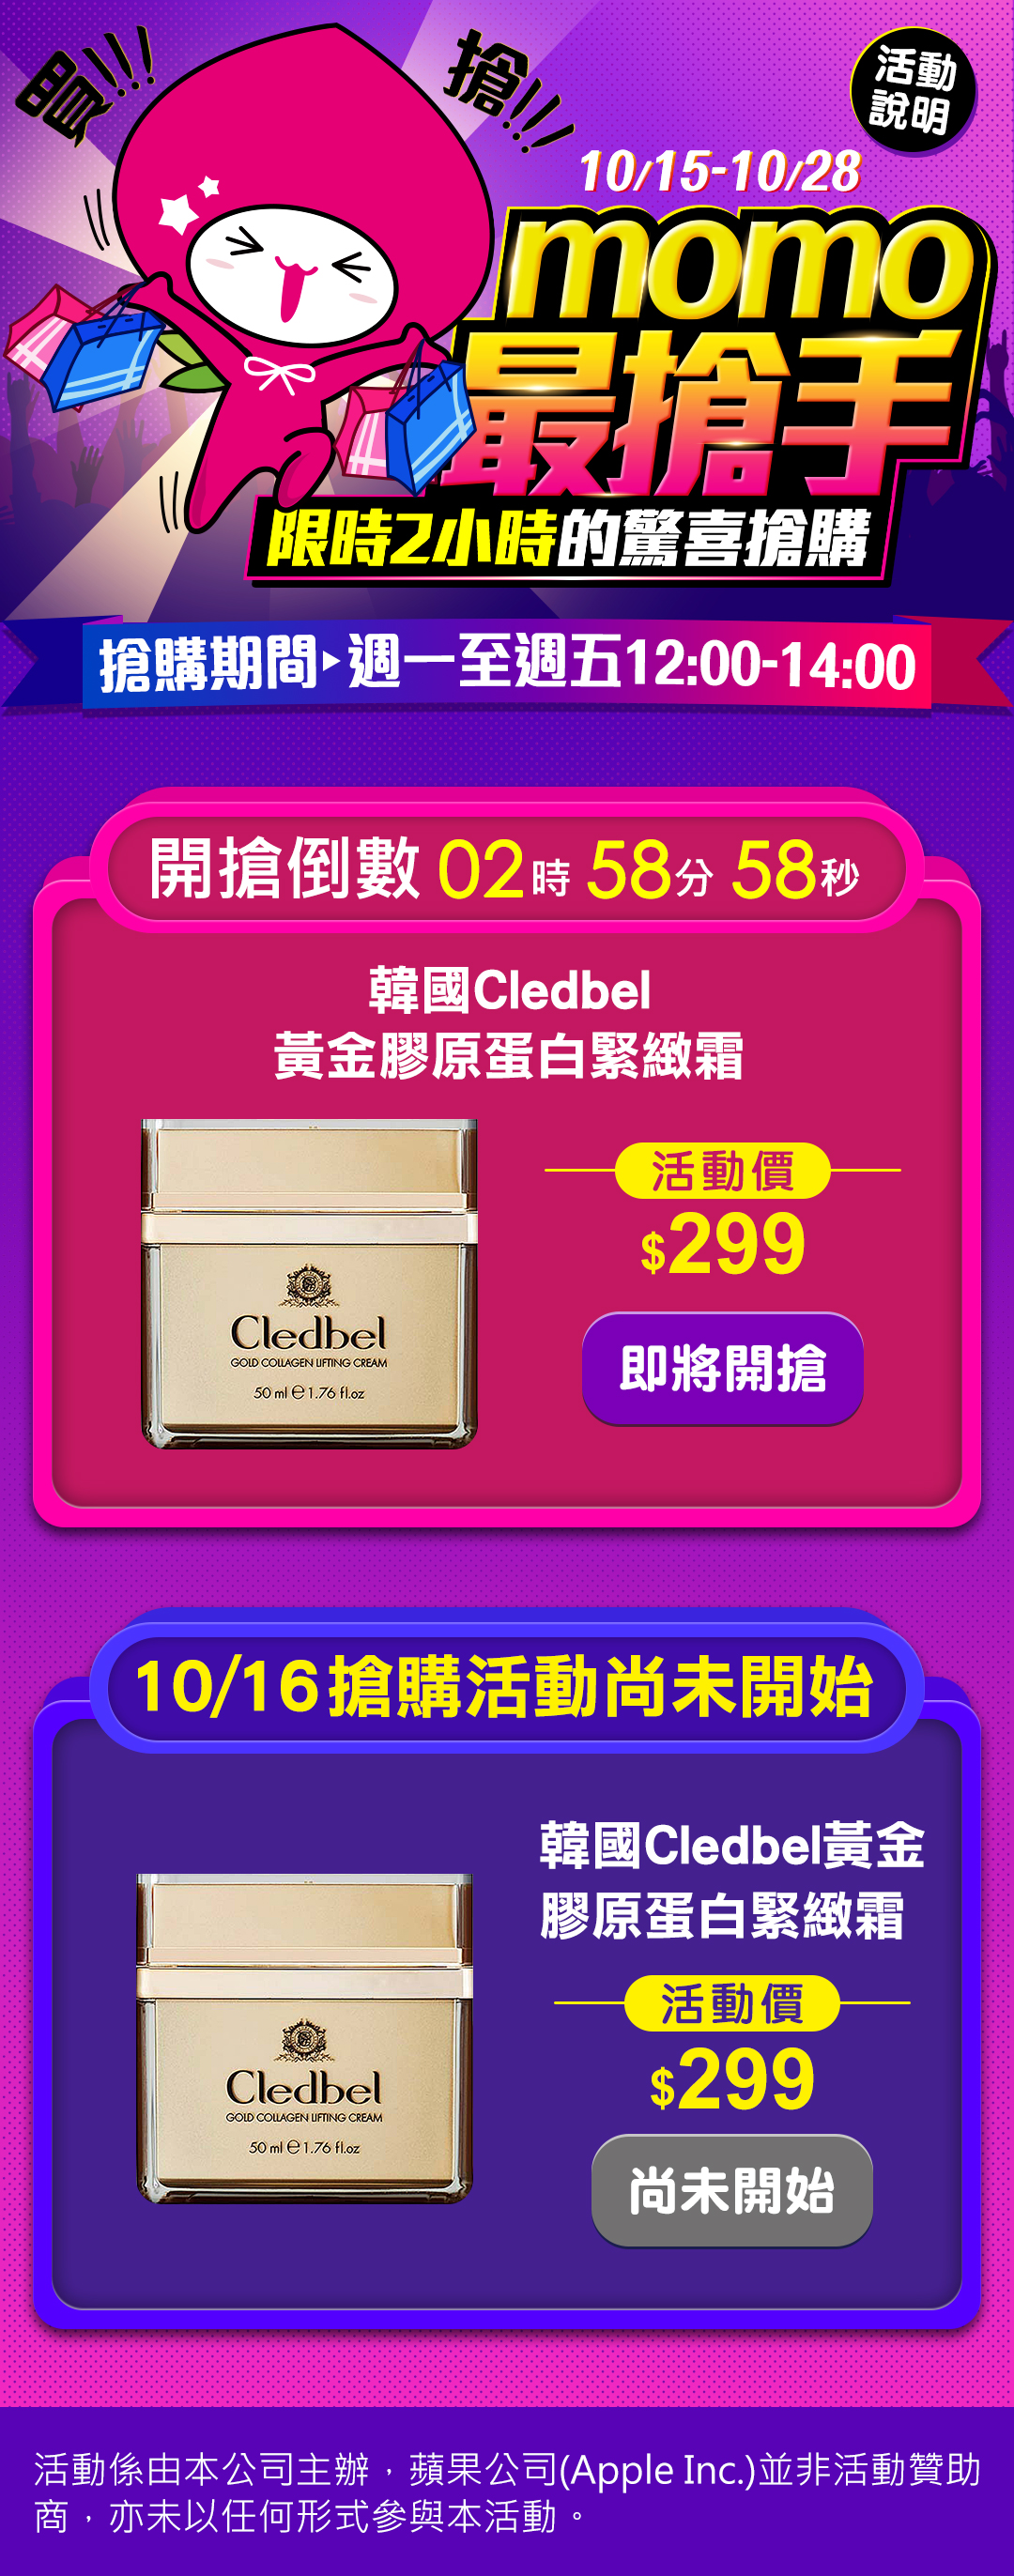 買!!!
搶!!!
活動
說明
10/15-10/28
momo
最搶手
限時2小時的驚喜搶購
搶購期間▸週一至週五12:00-14:00
開搶倒數 02時 58分 58秒
韓國Cledbel
黃金膠原蛋白緊緻霜
Cledbel
GOLD COLLAGEN LIFTING CREAM
50 ml ℮ 1.76 fl.oz
活動價
$299
即將開搶
10/16搶購活動尚未開始
韓國Cledbel黃金
膠原蛋白緊緻霜
Cledbel
GOLD COLLAGEN LIFTING CREAM
50 ml ℮ 1.76 fl.oz
活動價
$299
尚未開始
活動係由本公司主辦，蘋果公司(Apple Inc.)並非活動贊助
商，亦未以任何形式參與本活動。